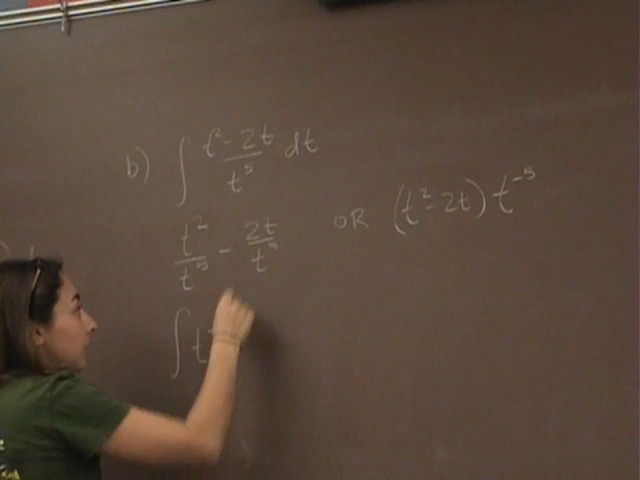 b) ∫ (t² - 2t)/t⁵ dt
t²/t⁵ - 2t/t⁵ OR (t² - 2t) t⁻⁵
∫ t